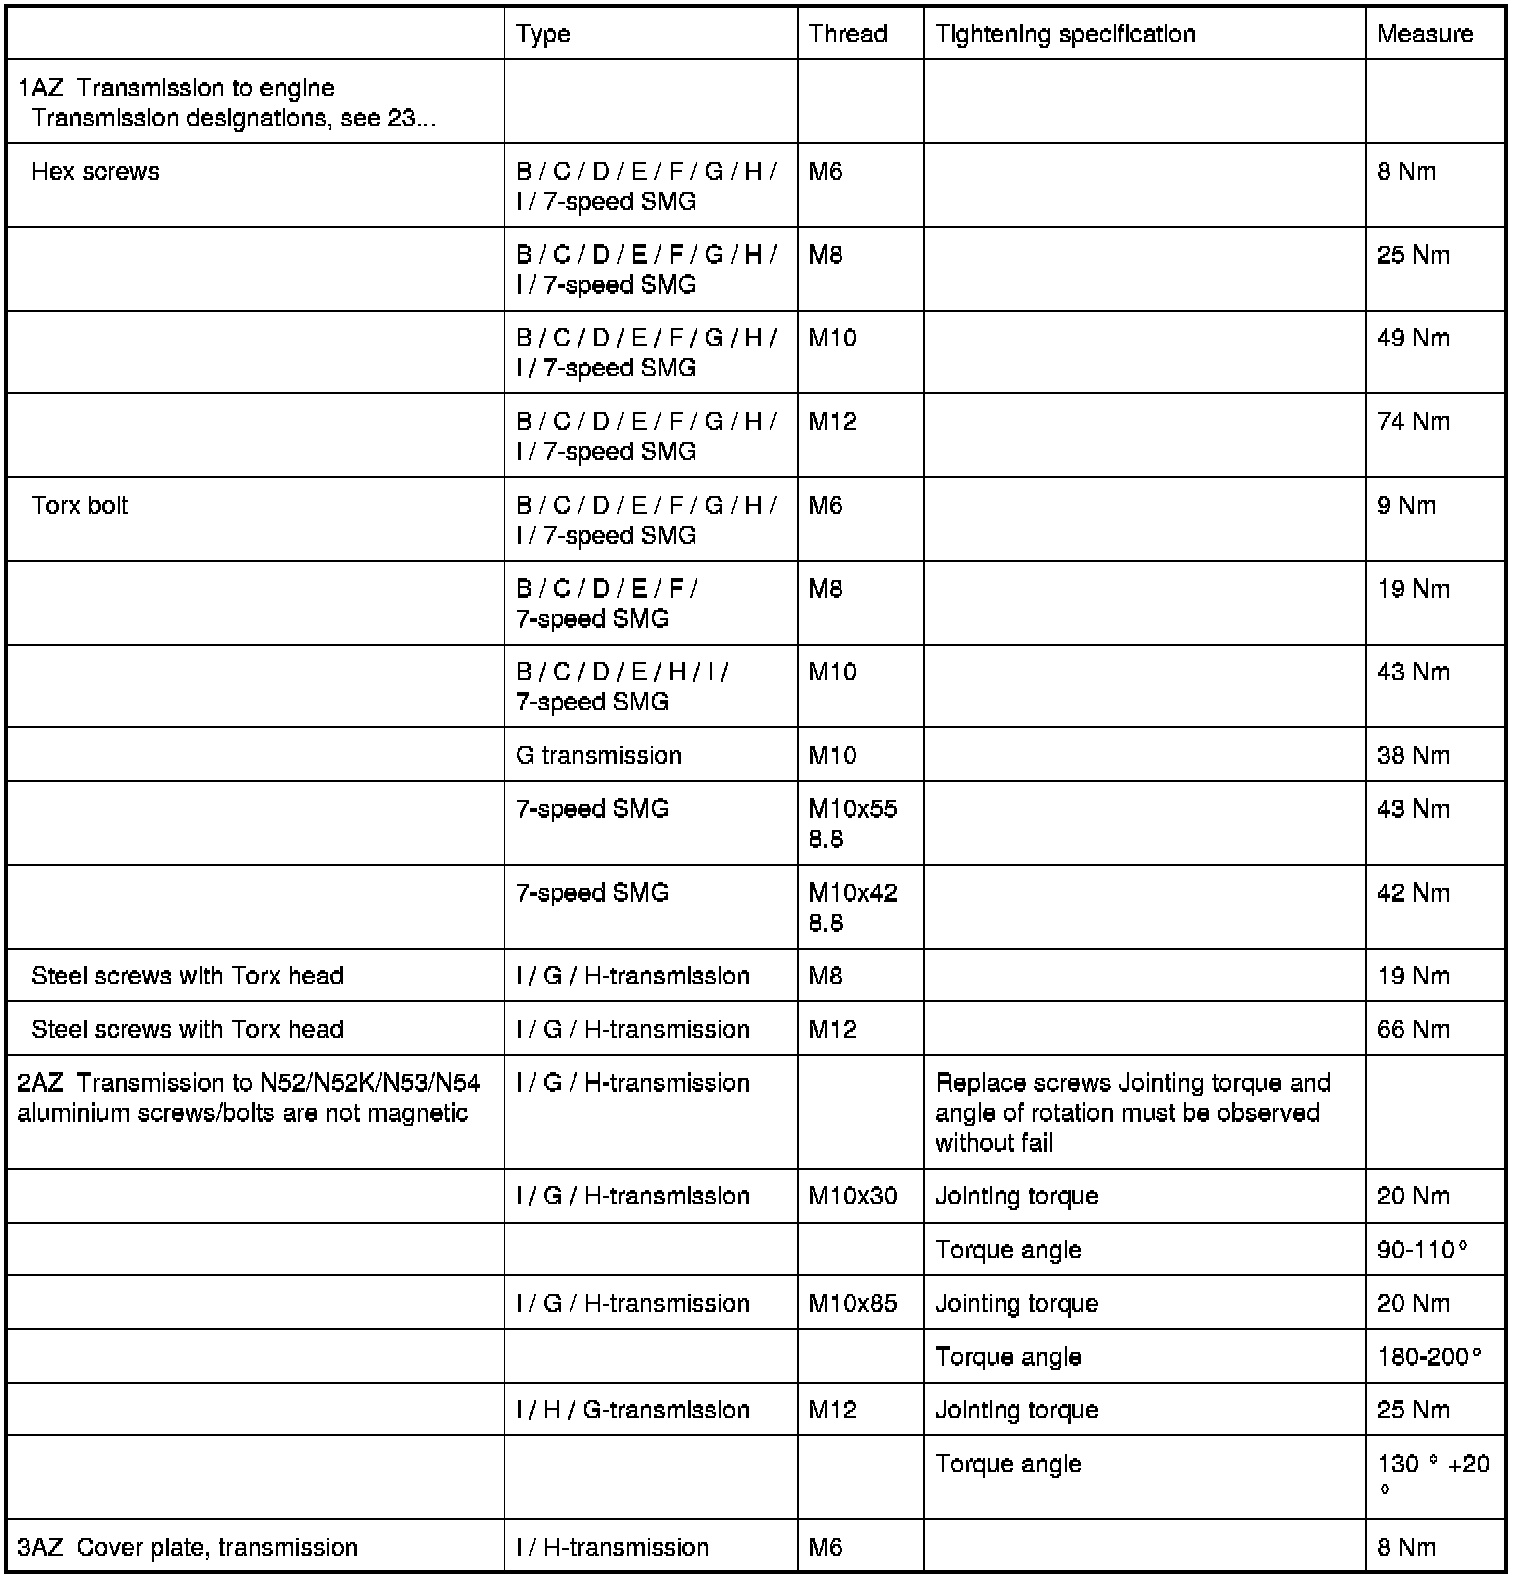 Type Thread Tightening specification Measure
1AZ Transmission to engine
Transmission designations, see 23...
Hex screws B / C / D / E / F / G / H / M6 8 Nm
I / 7-speed SMG
B / C / D / E / F / G / H / M8 25 Nm
I / 7-speed SMG
B / C / D / E / F / G / H / M10 49 Nm
I / 7-speed SMG
B / C / D / E / F / G / H / M12 74 Nm
I / 7-speed SMG
Torx bolt B / C / D / E / F / G / H / M6 9 Nm
I / 7-speed SMG
B / C / D / E / F / M8 19 Nm
7-speed SMG
B / C / D / E / H / I / M10 43 Nm
7-speed SMG
G transmission M10 38 Nm
7-speed SMG M10x55 43 Nm
8.8
7-speed SMG M10x42 42 Nm
8.8
Steel screws with Torx head I / G / H-transmission M8 19 Nm
Steel screws with Torx head I / G / H-transmission M12 66 Nm
2AZ Transmission to N52/N52K/N53/N54 I / G / H-transmission Replace screws Jointing torque and
aluminium screws/bolts are not magnetic angle of rotation must be observed
without fail
I / G / H-transmission M10x30 Jointing torque 20 Nm
Torque angle 90-110°
I / G / H-transmission M10x85 Jointing torque 20 Nm
Torque angle 180-200°
I / H / G-transmission M12 Jointing torque 25 Nm
Torque angle 130 ° +20
°
3AZ Cover plate, transmission I / H-transmission M6 8 Nm